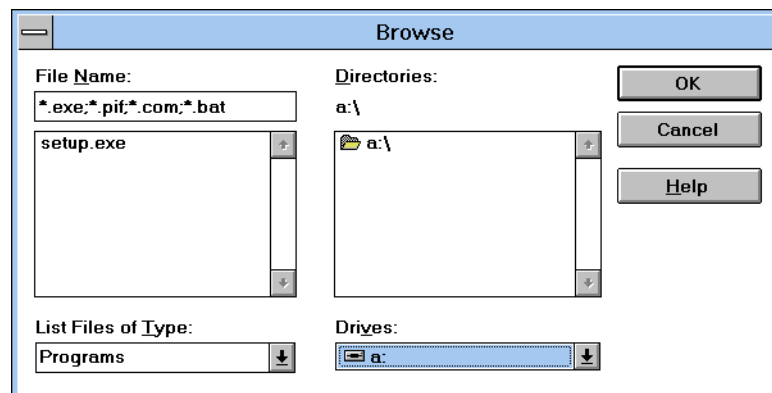 Browse
File Name:
*.exe;*.pif;*.com;*.bat
setup.exe
List Files of Type:
Programs
Directories:
a:\
a:\
Drives:
a:
OK
Cancel
Help